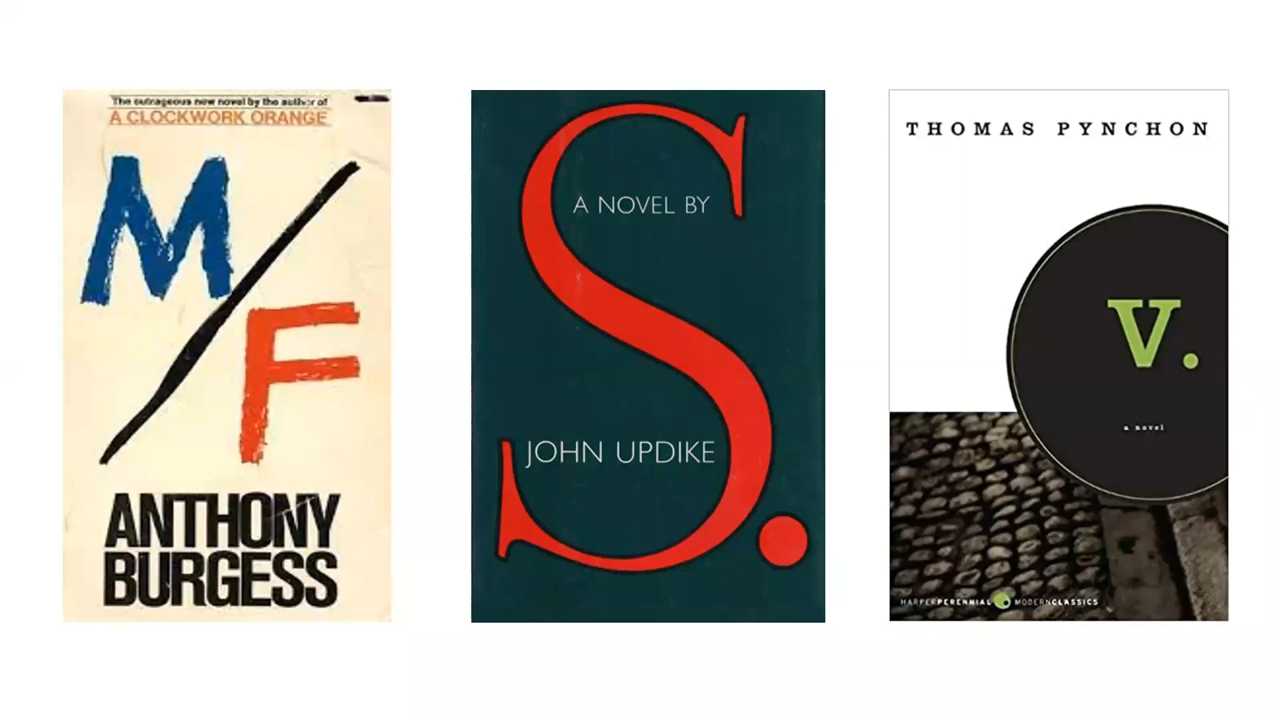 The outrageous new novel by the author of
A CLOCKWORK ORANGE
M/F
ANTHONY
BURGESS
S.
A NOVEL BY
JOHN UPDIKE
THOMAS PYNCHON
V.
a novel
HARPERPERENNIAL MODERNCLASSICS